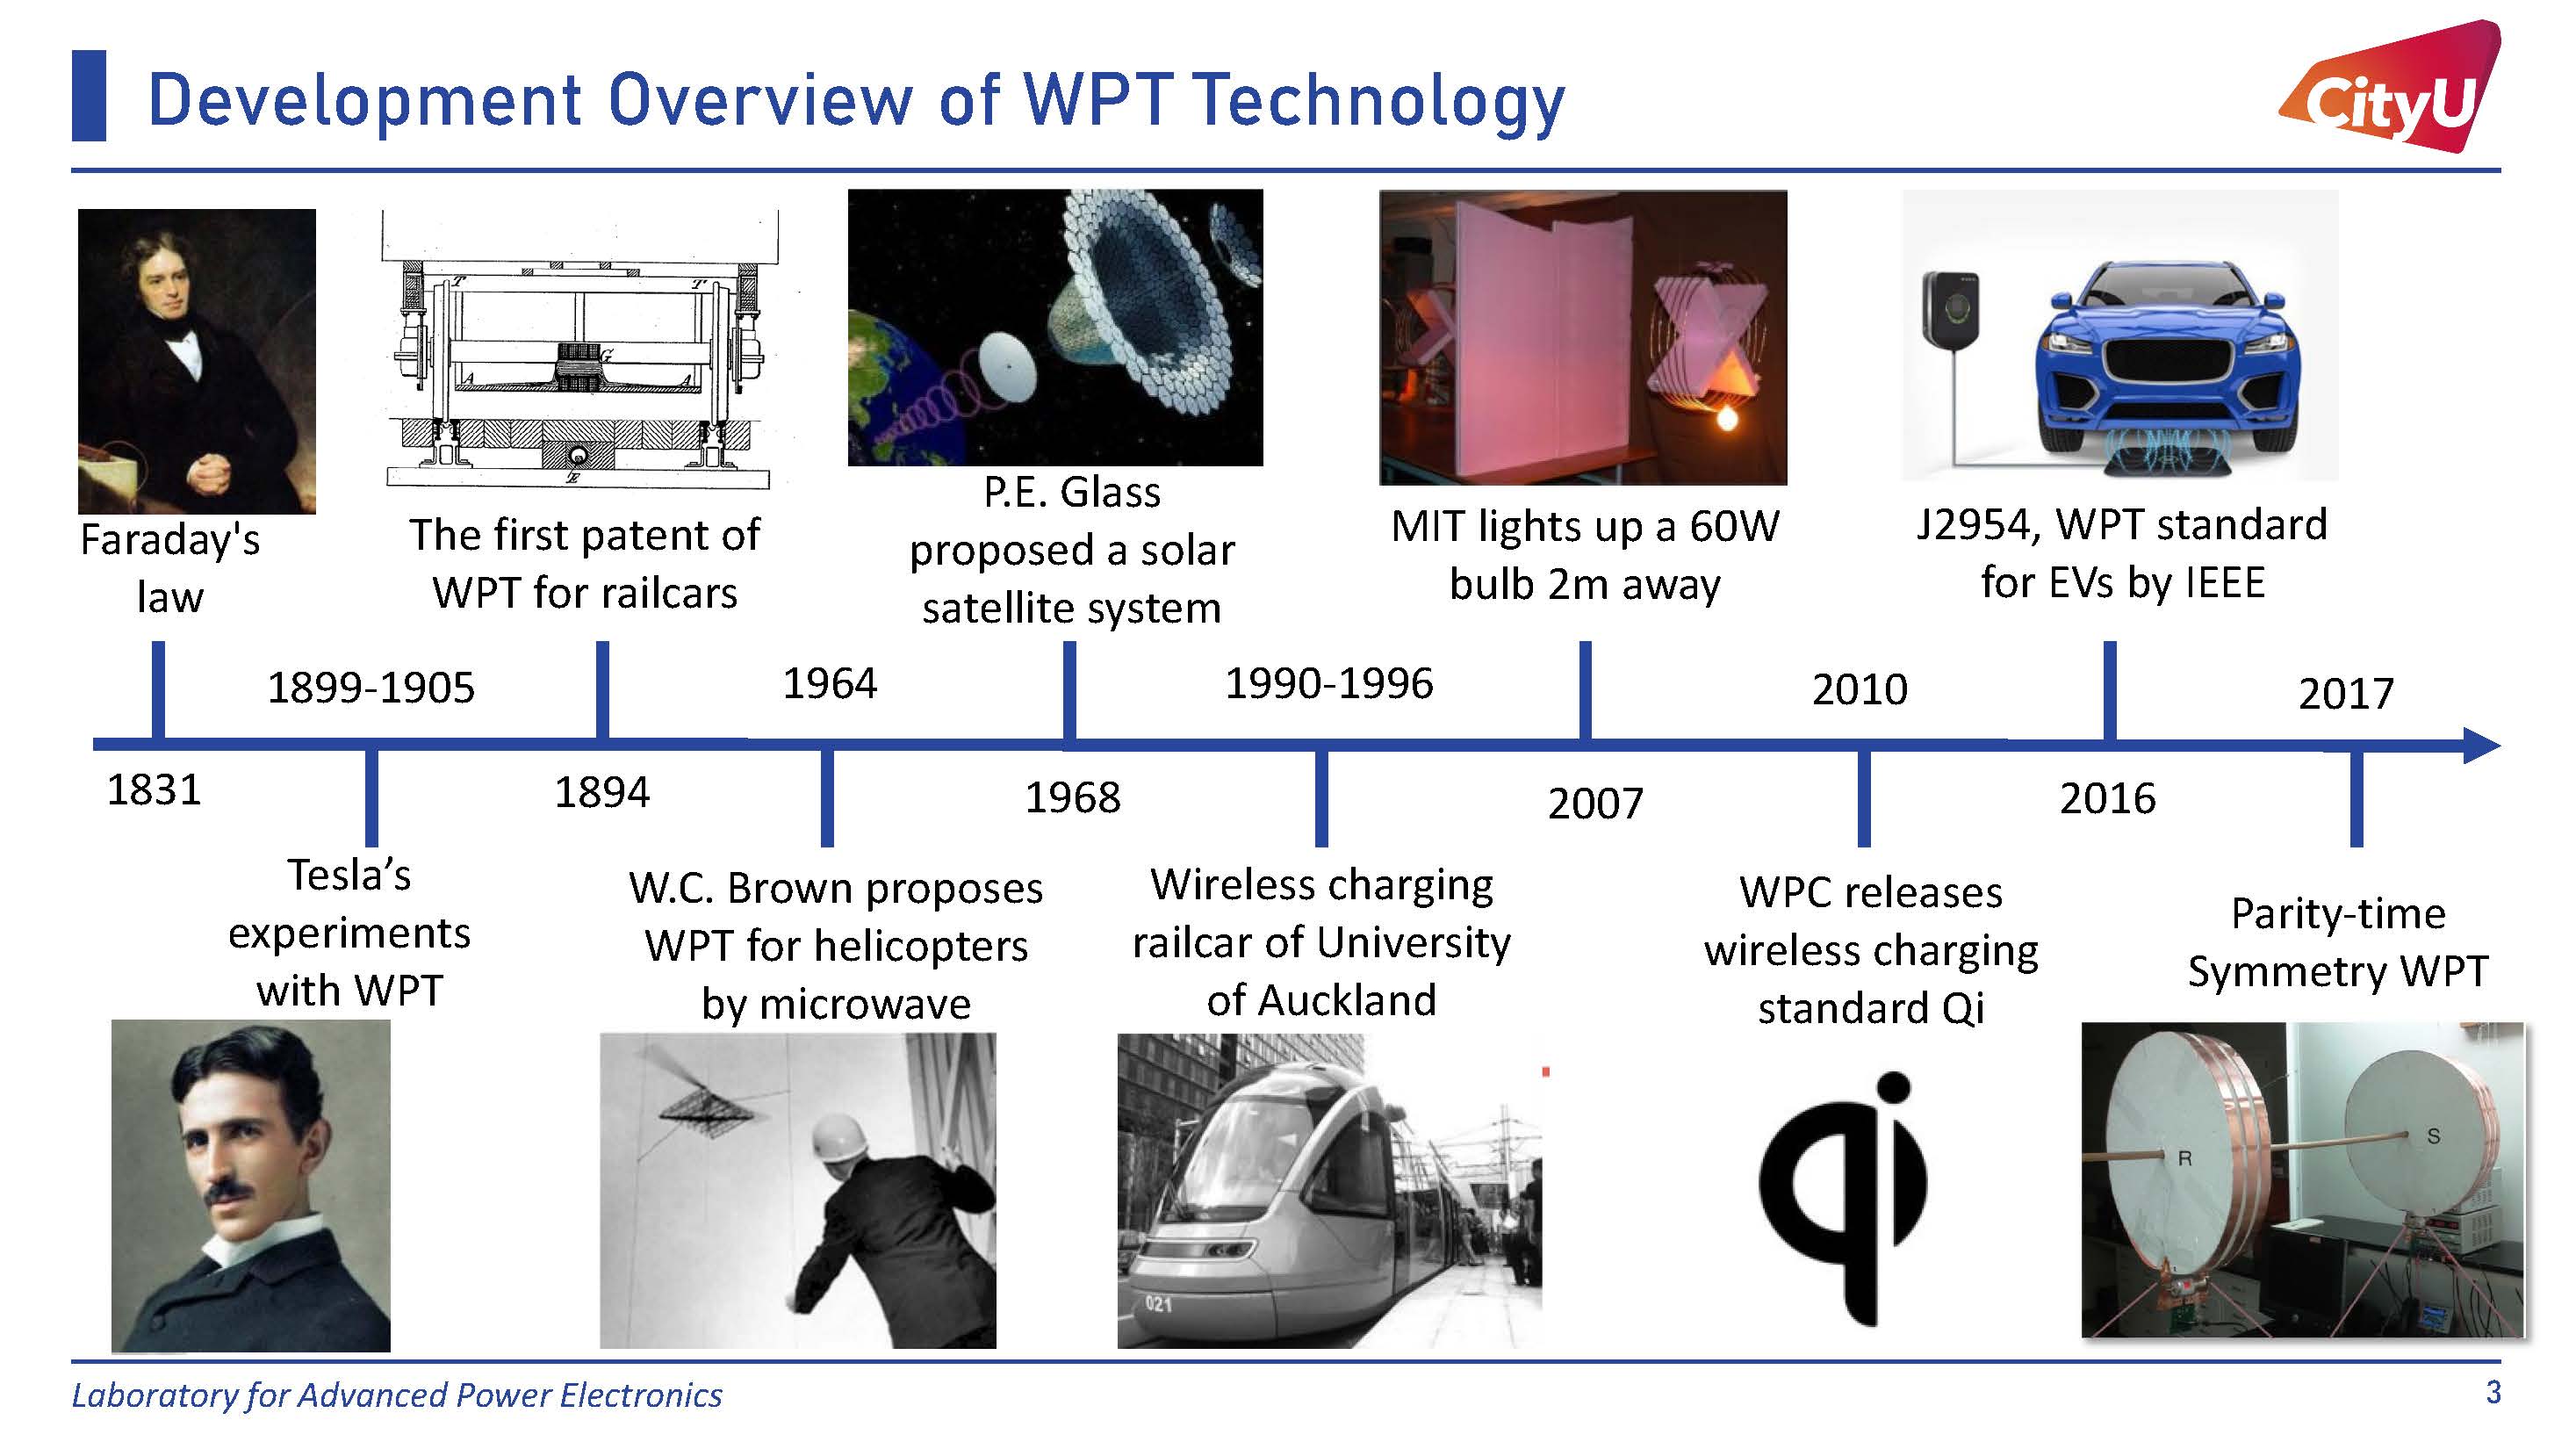 Development Overview of WPT Technology
CityU
T
T'
G
A
A
E
Faraday's
law
The first patent of
WPT for railcars
P.E. Glass
proposed a solar
satellite system
MIT lights up a 60W
bulb 2m away
J2954, WPT standard
for EVs by IEEE
1899-1905
1964
1990-1996
2010
2017
1831
1894
1968
2007
2016
Tesla’s
experiments
with WPT
W.C. Brown proposes
WPT for helicopters
by microwave
Wireless charging
railcar of University
of Auckland
WPC releases
wireless charging
standard Qi
Parity-time
Symmetry WPT
021
qi
R
S
Laboratory for Advanced Power Electronics
3